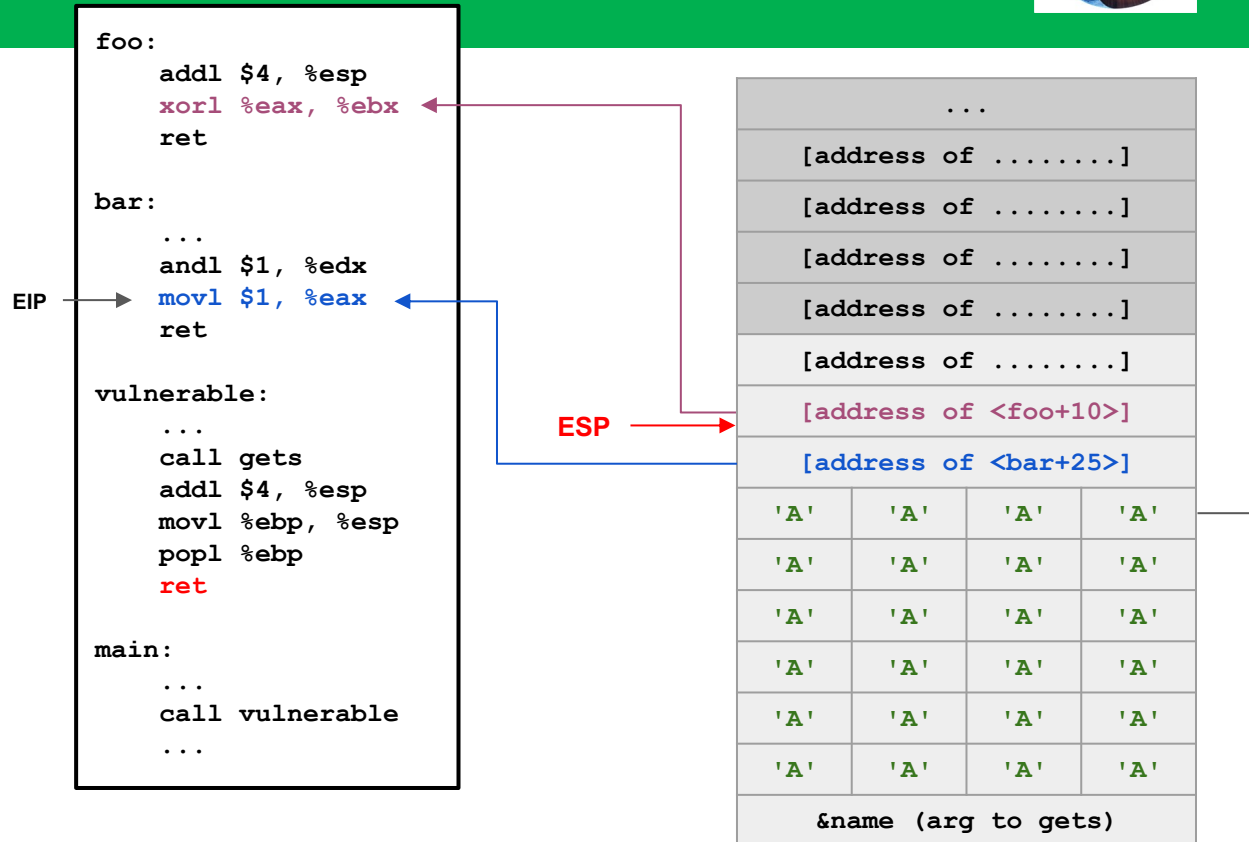 foo:
addl $4, %esp
xorl %eax, %ebx
ret
bar:
...
andl $1, %edx
EIP
movl $1, %eax
ret
vulnerable:
...
call gets
addl $4, %esp
movl %ebp, %esp
popl %ebp
ret
main:
...
call vulnerable
...
ESP
...
[address of ........]
[address of ........]
[address of ........]
[address of ........]
[address of ........]
[address of <foo+10>]
[address of <bar+25>]
'A' 'A' 'A' 'A'
'A' 'A' 'A' 'A'
'A' 'A' 'A' 'A'
'A' 'A' 'A' 'A'
'A' 'A' 'A' 'A'
'A' 'A' 'A' 'A'
&name (arg to gets)